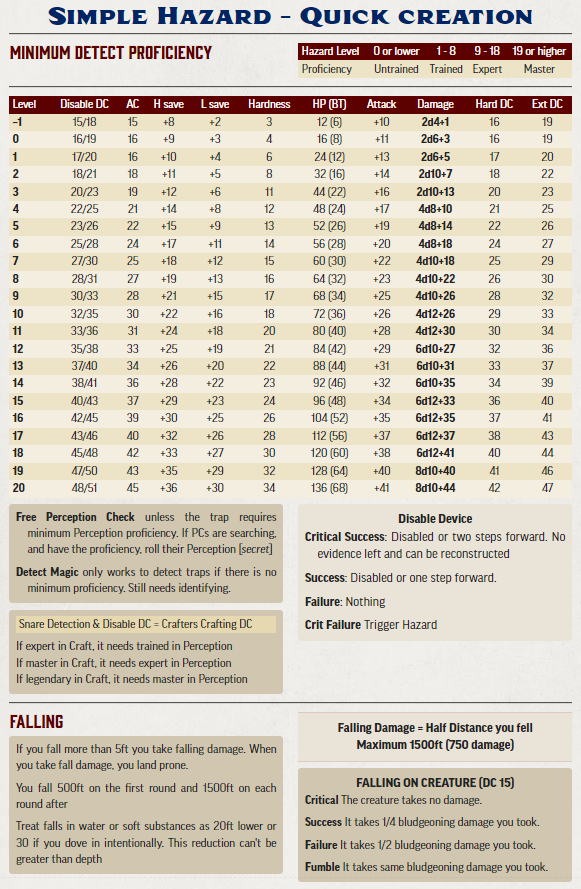 SIMPLE HAZARD - QUICK CREATION
MINIMUM DETECT PROFICIENCY
Hazard Level 0 or lower 1 - 8 9 - 18 19 or higher
Proficiency Untrained Trained Expert Master
Level Disable DC AC H save L save Hardness HP (BT) Attack Damage Hard DC Ext DC
–1 15/18 15 +8 +2 3 12 (6) +10 2d4+1 16 19
0 16/19 16 +9 +3 4 16 (8) +11 2d6+3 16 19
1 17/20 16 +10 +4 6 24 (12) +13 2d6+5 17 20
2 18/21 18 +11 +5 8 32 (16) +14 2d10+7 18 22
3 20/23 19 +12 +6 11 44 (22) +16 2d10+13 20 23
4 22/25 21 +14 +8 12 48 (24) +17 4d8+10 21 25
5 23/26 22 +15 +9 13 52 (26) +19 4d8+14 22 26
6 25/28 24 +17 +11 14 56 (28) +20 4d8+18 24 27
7 27/30 25 +18 +12 15 60 (30) +22 4d10+18 25 29
8 28/31 27 +19 +13 16 64 (32) +23 4d10+22 26 30
9 30/33 28 +21 +15 17 68 (34) +25 4d10+26 28 32
10 32/35 30 +22 +16 18 72 (36) +26 4d12+26 29 33
11 33/36 31 +24 +18 20 80 (40) +28 4d12+30 30 34
12 35/38 33 +25 +19 21 84 (42) +29 6d10+27 32 36
13 37/40 34 +26 +20 22 88 (44) +31 6d10+31 33 37
14 38/41 36 +28 +22 23 92 (46) +32 6d10+35 34 39
15 40/43 37 +29 +23 24 96 (48) +34 6d12+33 36 40
16 42/45 39 +30 +25 26 104 (52) +35 6d12+35 37 41
17 43/46 40 +32 +26 28 112 (56) +37 6d12+37 38 43
18 45/48 42 +33 +27 30 120 (60) +38 6d12+41 40 44
19 47/50 43 +35 +29 32 128 (64) +40 8d10+40 41 46
20 48/51 45 +36 +30 34 136 (68) +41 8d10+44 42 47
Free Perception Check unless the trap requires
minimum Perception proficiency. If PCs are searching,
and have the proficiency, roll their Perception [secret]
Detect Magic only works to detect traps if there is no
minimum proficiency. Still needs identifying.
Snare Detection & Disable DC = Crafters Crafting DC
If expert in Craft, it needs trained in Perception
If master in Craft, it needs expert in Perception
If legendary in Craft, it needs master in Perception
Disable Device
Critical Success: Disabled or two steps forward. No
evidence left and can be reconstructed
Success: Disabled or one step forward.
Failure: Nothing
Crit Failure Trigger Hazard
FALLING
If you fall more than 5ft you take falling damage. When
you take fall damage, you land prone.
You fall 500ft on the first round and 1500ft on each
round after
Treat falls in water or soft substances as 20ft lower or
30 if you dove in intentionally. This reduction can't be
greater than depth
Falling Damage = Half Distance you fell
Maximum 1500ft (750 damage)
FALLING ON CREATURE (DC 15)
Critical The creature takes no damage.
Success It takes 1/4 bludgeoning damage you took.
Failure It takes 1/2 bludgeoning damage you took.
Fumble It takes same bludgeoning damage you took.